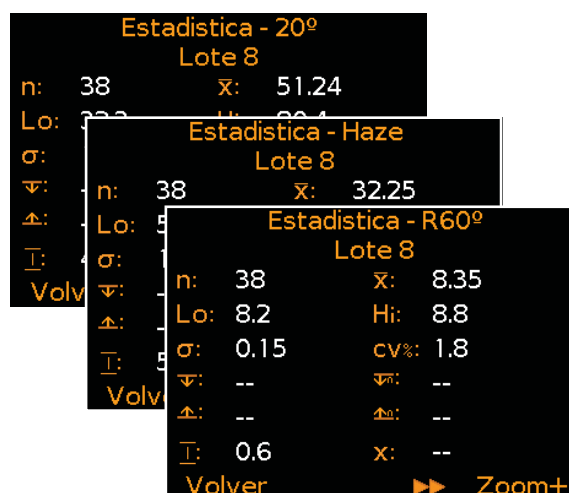 Estadistica - 20º
Lote 8
n: 38 x̅: 51.24
Lo:
σ:
Estadistica - Haze
Lote 8
n: 38 x̅: 32.25
Lo: 5
σ:
5
Estadistica - R60º
Lote 8
n: 38 x̅: 8.35
Lo: 8.2 Hi: 8.8
σ: 0.15 cv%: 1.8
↧: -- ↧n: --
↥: -- ↥n: --
I: 0.6 x: --
Volver Zoom+